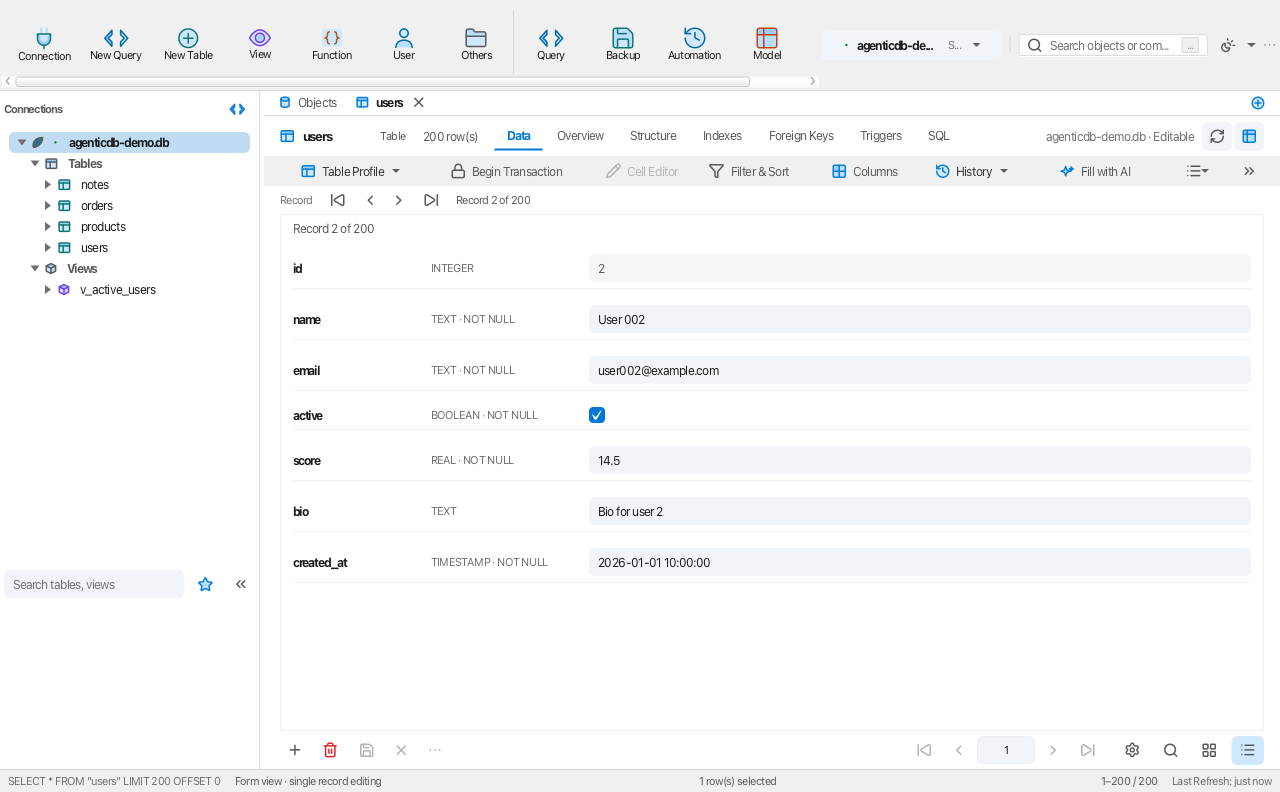 Connection
New Query
New Table
View
Function
User
Others
Query
Backup
Automation
Model
agenticdb-de...
S...
Search objects or com...
...
Connections
Objects
users
agenticdb-demo.db
Tables
notes
orders
products
users
Views
v_active_users
Search tables, views
users
Table
200 row(s)
Data
Overview
Structure
Indexes
Foreign Keys
Triggers
SQL
agenticdb-demo.db · Editable
Table Profile
Begin Transaction
Cell Editor
Filter & Sort
Columns
History
Fill with AI
Record
Record 2 of 200
Record 2 of 200
id INTEGER 2
name TEXT · NOT NULL User 002
email TEXT · NOT NULL user002@example.com
active BOOLEAN · NOT NULL
score REAL · NOT NULL 14.5
bio TEXT Bio for user 2
created_at TIMESTAMP · NOT NULL 2026-01-01 10:00:00
1
SELECT * FROM "users" LIMIT 200 OFFSET 0
Form view · single record editing
1 row(s) selected
1–200 / 200
Last Refresh: just now